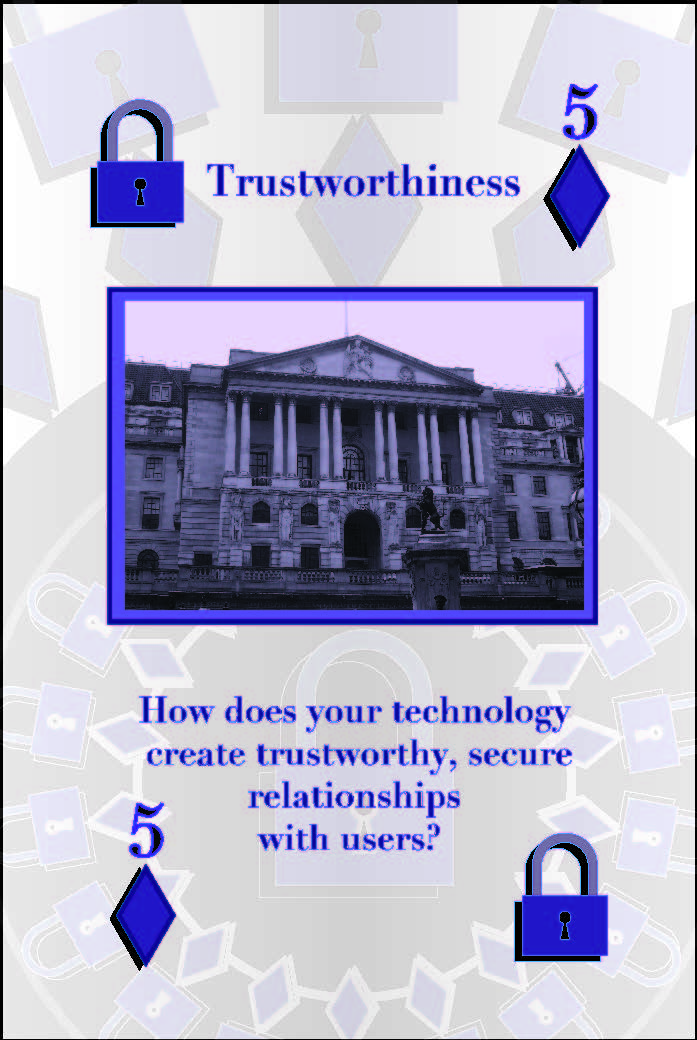 5
Trustworthiness
How does your technology
create trustworthy, secure
relationships
with users?
5